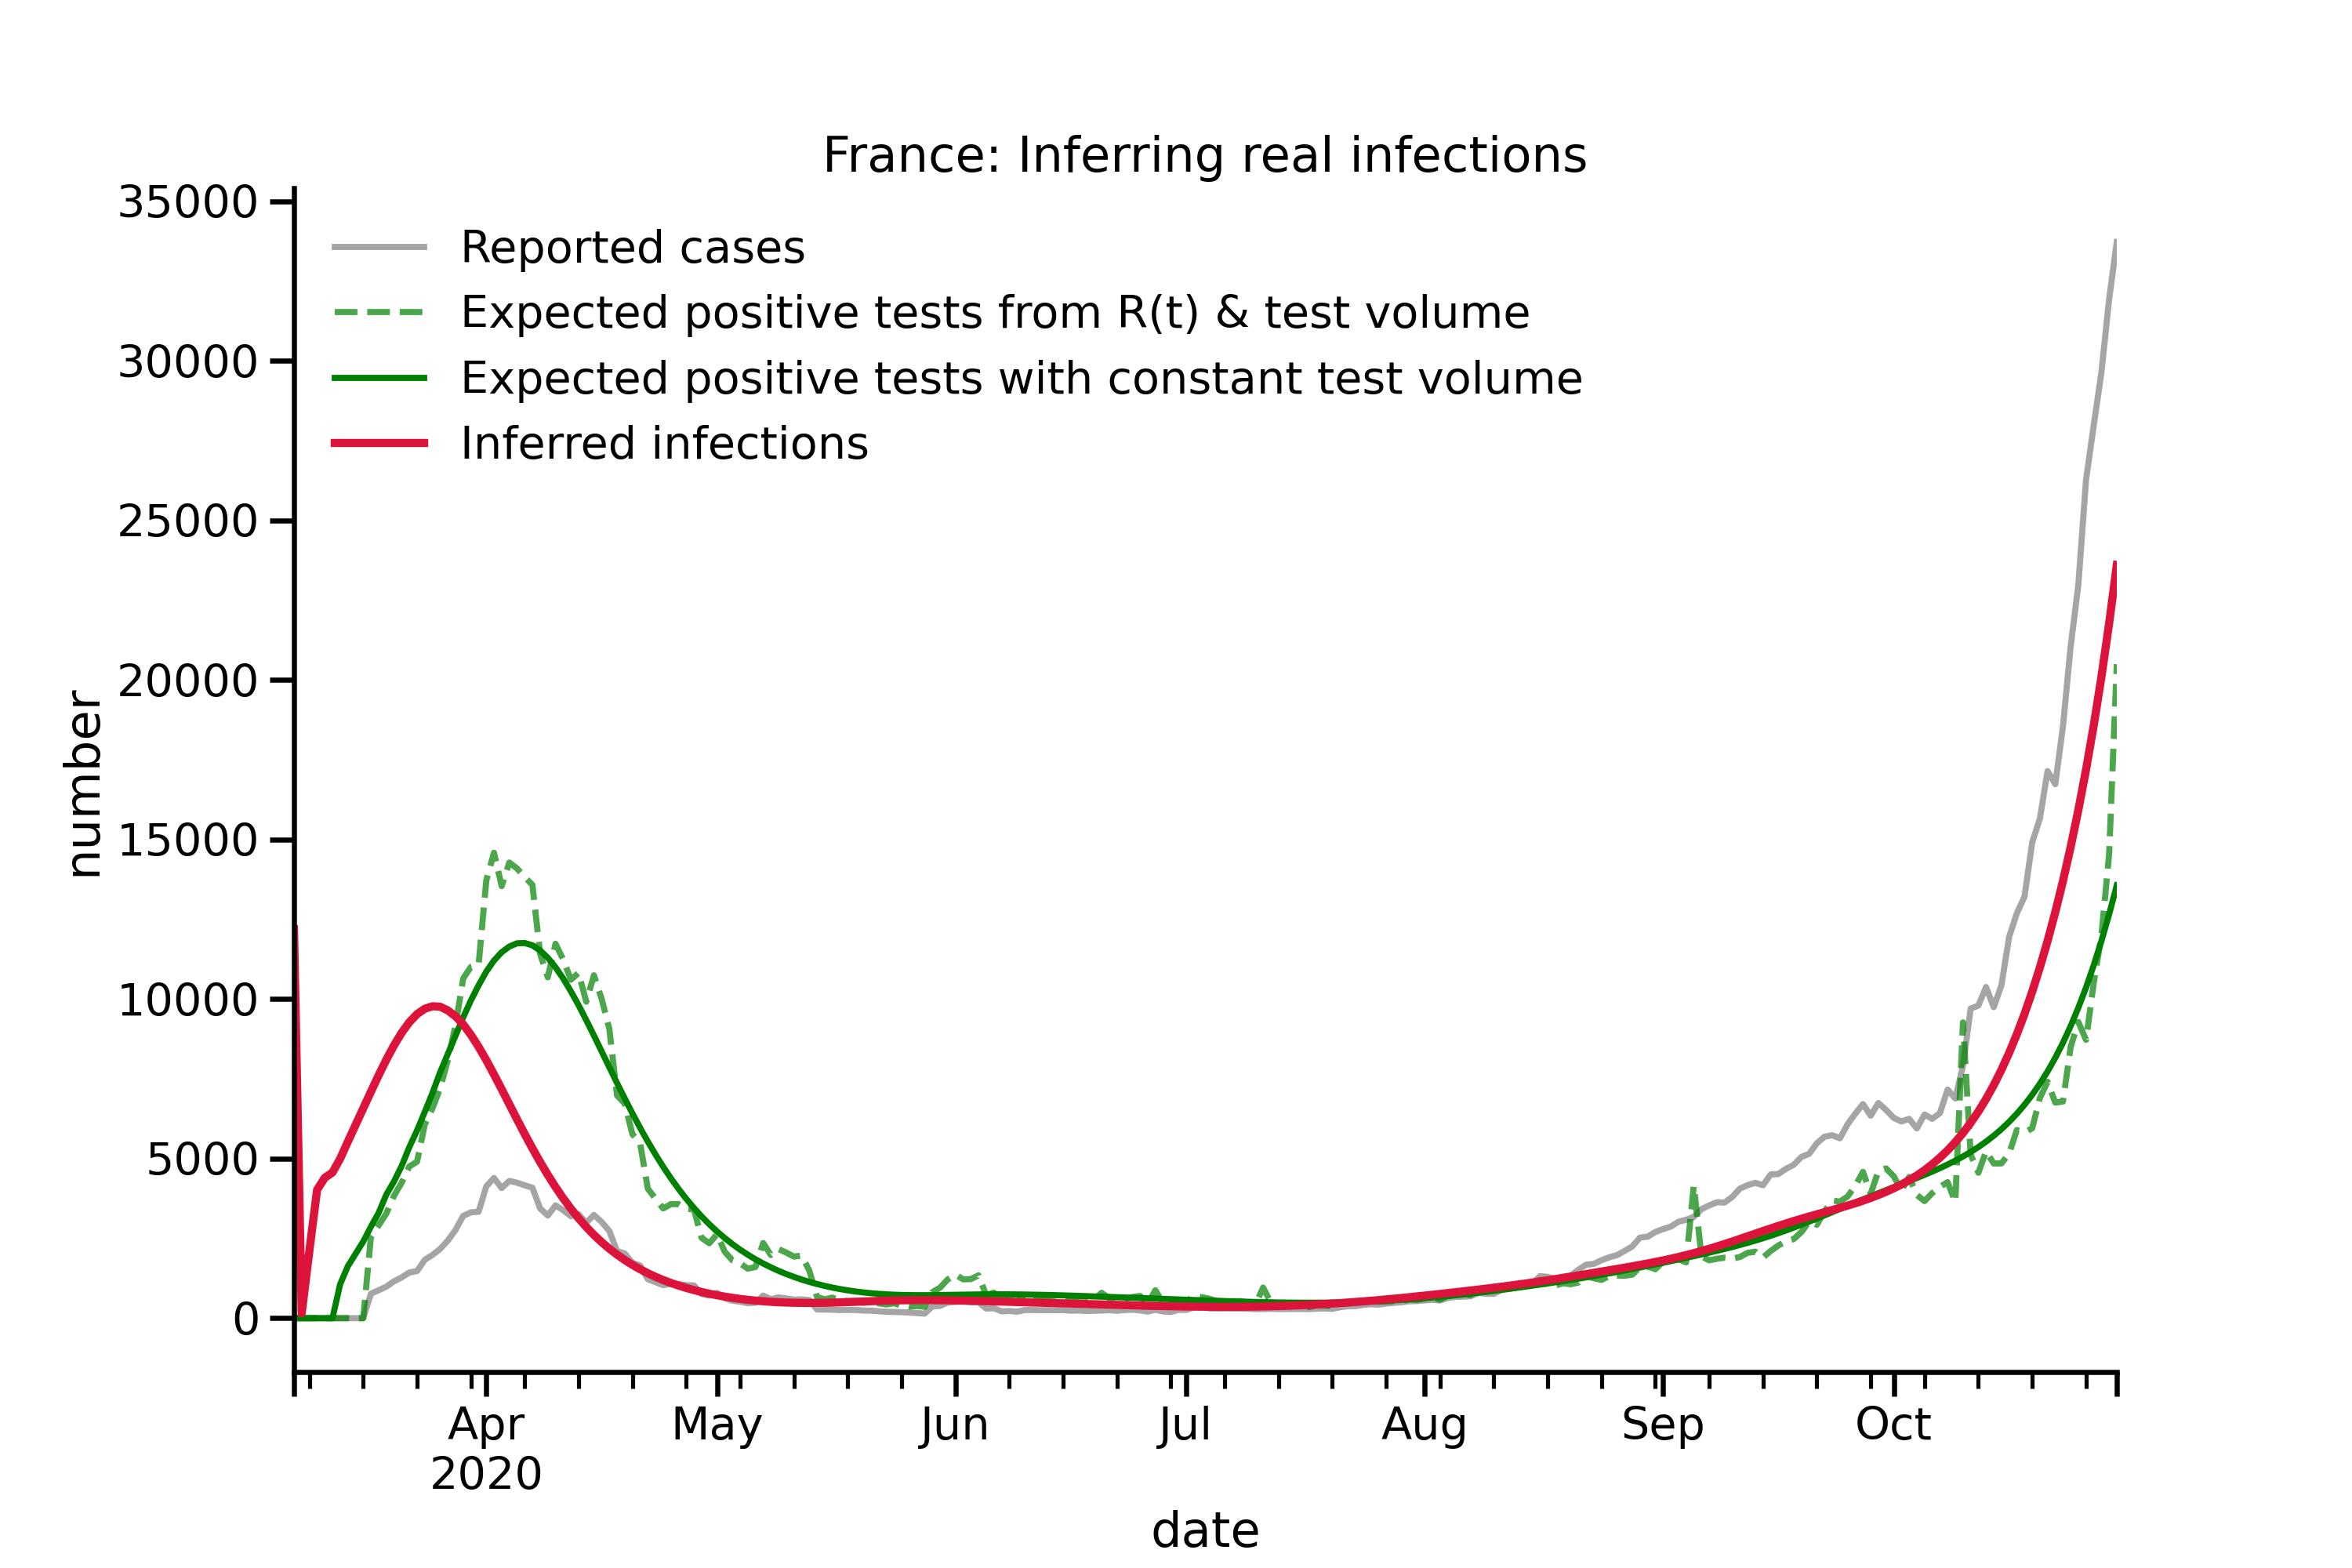 France: Inferring real infections
35000
30000
25000
20000
15000
10000
5000
0
number
Reported cases
Expected positive tests from R(t) & test volume
Expected positive tests with constant test volume
Inferred infections
Apr May Jun Jul Aug Sep Oct
2020
date